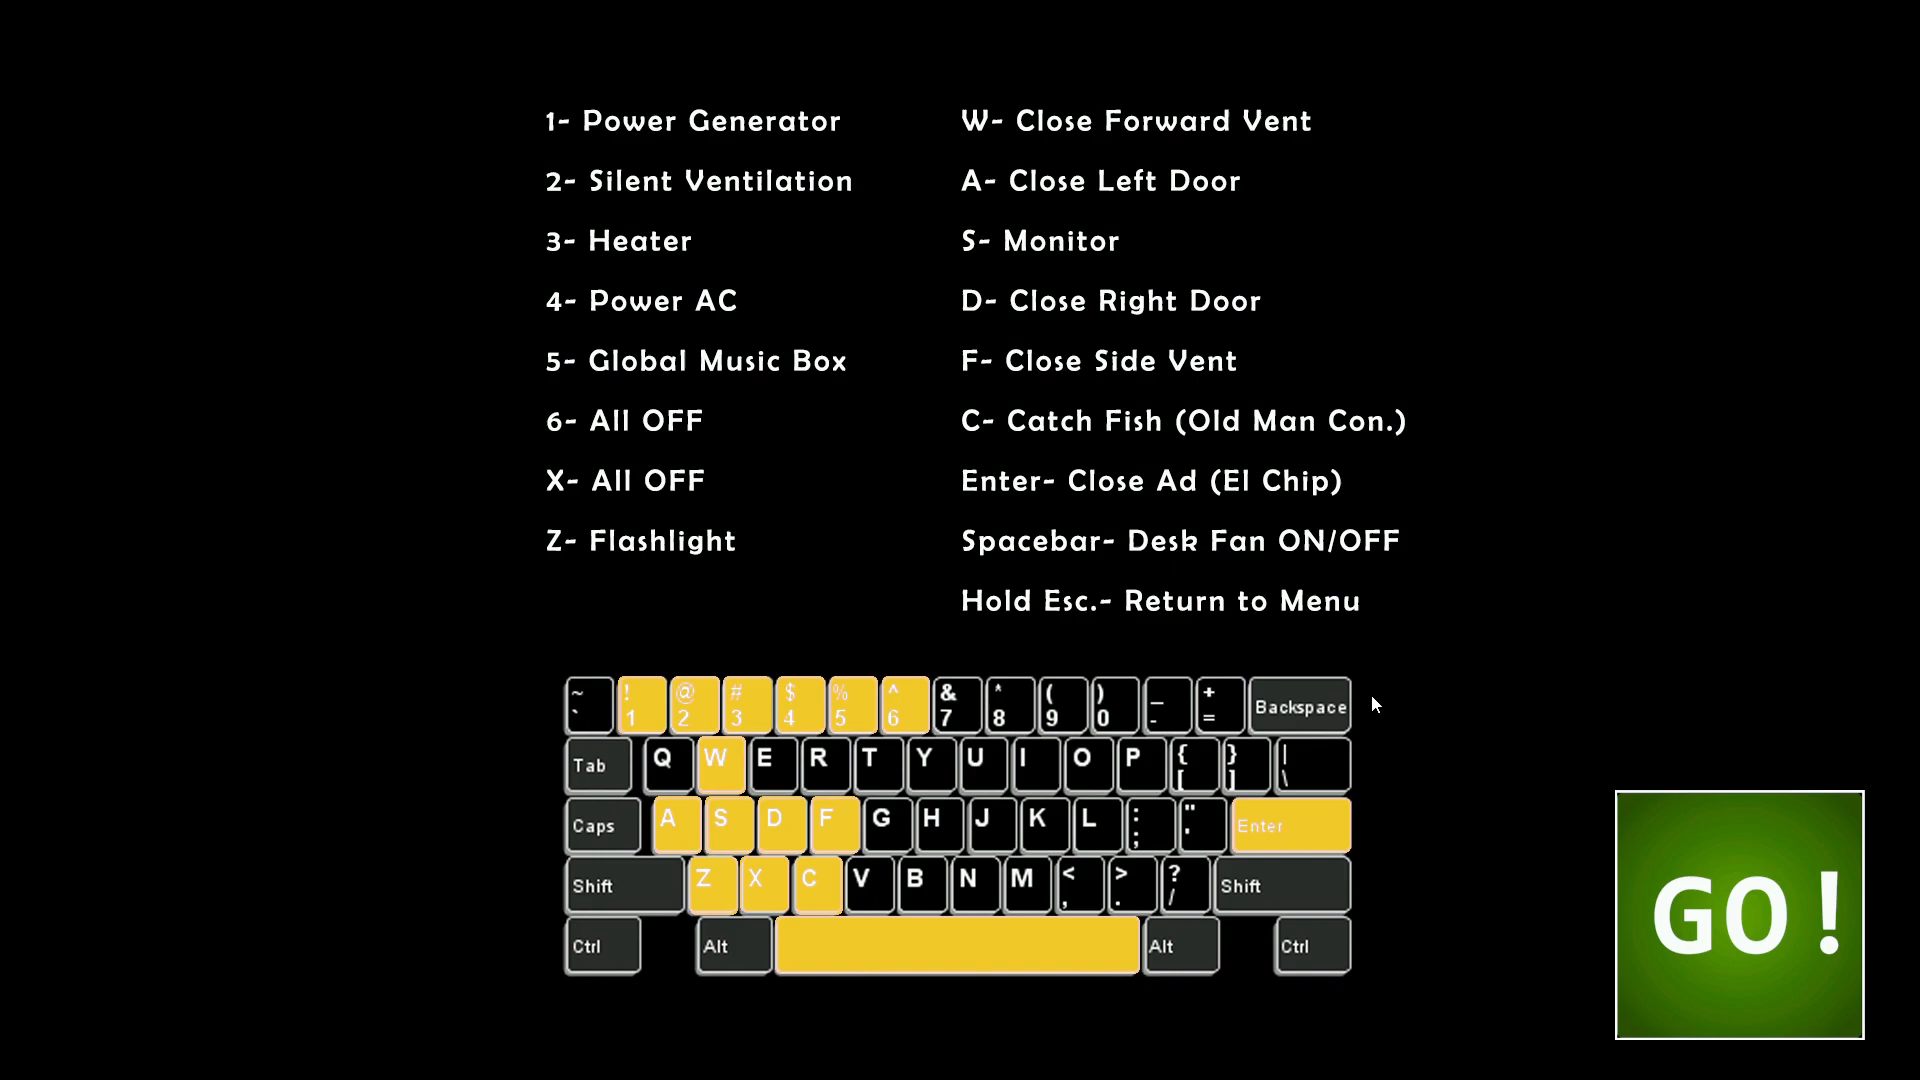 1- Power Generator
2- Silent Ventilation
3- Heater
4- Power AC
5- Global Music Box
6- All OFF
X- All OFF
Z- Flashlight
W- Close Forward Vent
A- Close Left Door
S- Monitor
D- Close Right Door
F- Close Side Vent
C- Catch Fish (Old Man Con.)
Enter- Close Ad (El Chip)
Spacebar- Desk Fan ON/OFF
Hold Esc.- Return to Menu
~ ! @ # $ % ^ & * ( ) _ +
` 1 2 3 4 5 6 7 8 9 0 - = Backspace
Tab Q W E R T Y U I O P { [ } ] | \
Caps A S D F G H J K L : ; " ' Enter
Shift Z X C V B N M < , > . ? / Shift
Ctrl Alt Alt Ctrl
GO!